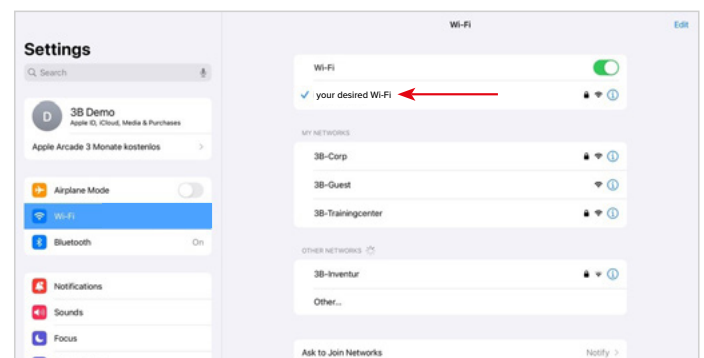 Wi-Fi
Edit
Settings
Search
D
3B Demo
Apple ID, iCloud, Media & Purchases
Apple Arcade 3 Monate kostenlos
Airplane Mode
Wi-Fi
Bluetooth On
Notifications
Sounds
Focus
Wi-Fi
your desired Wi-Fi
MY NETWORKS
3B-Corp
3B-Guest
3B-Trainingcenter
OTHER NETWORKS
3B-Inventur
Other...
Ask to Join Networks Notify